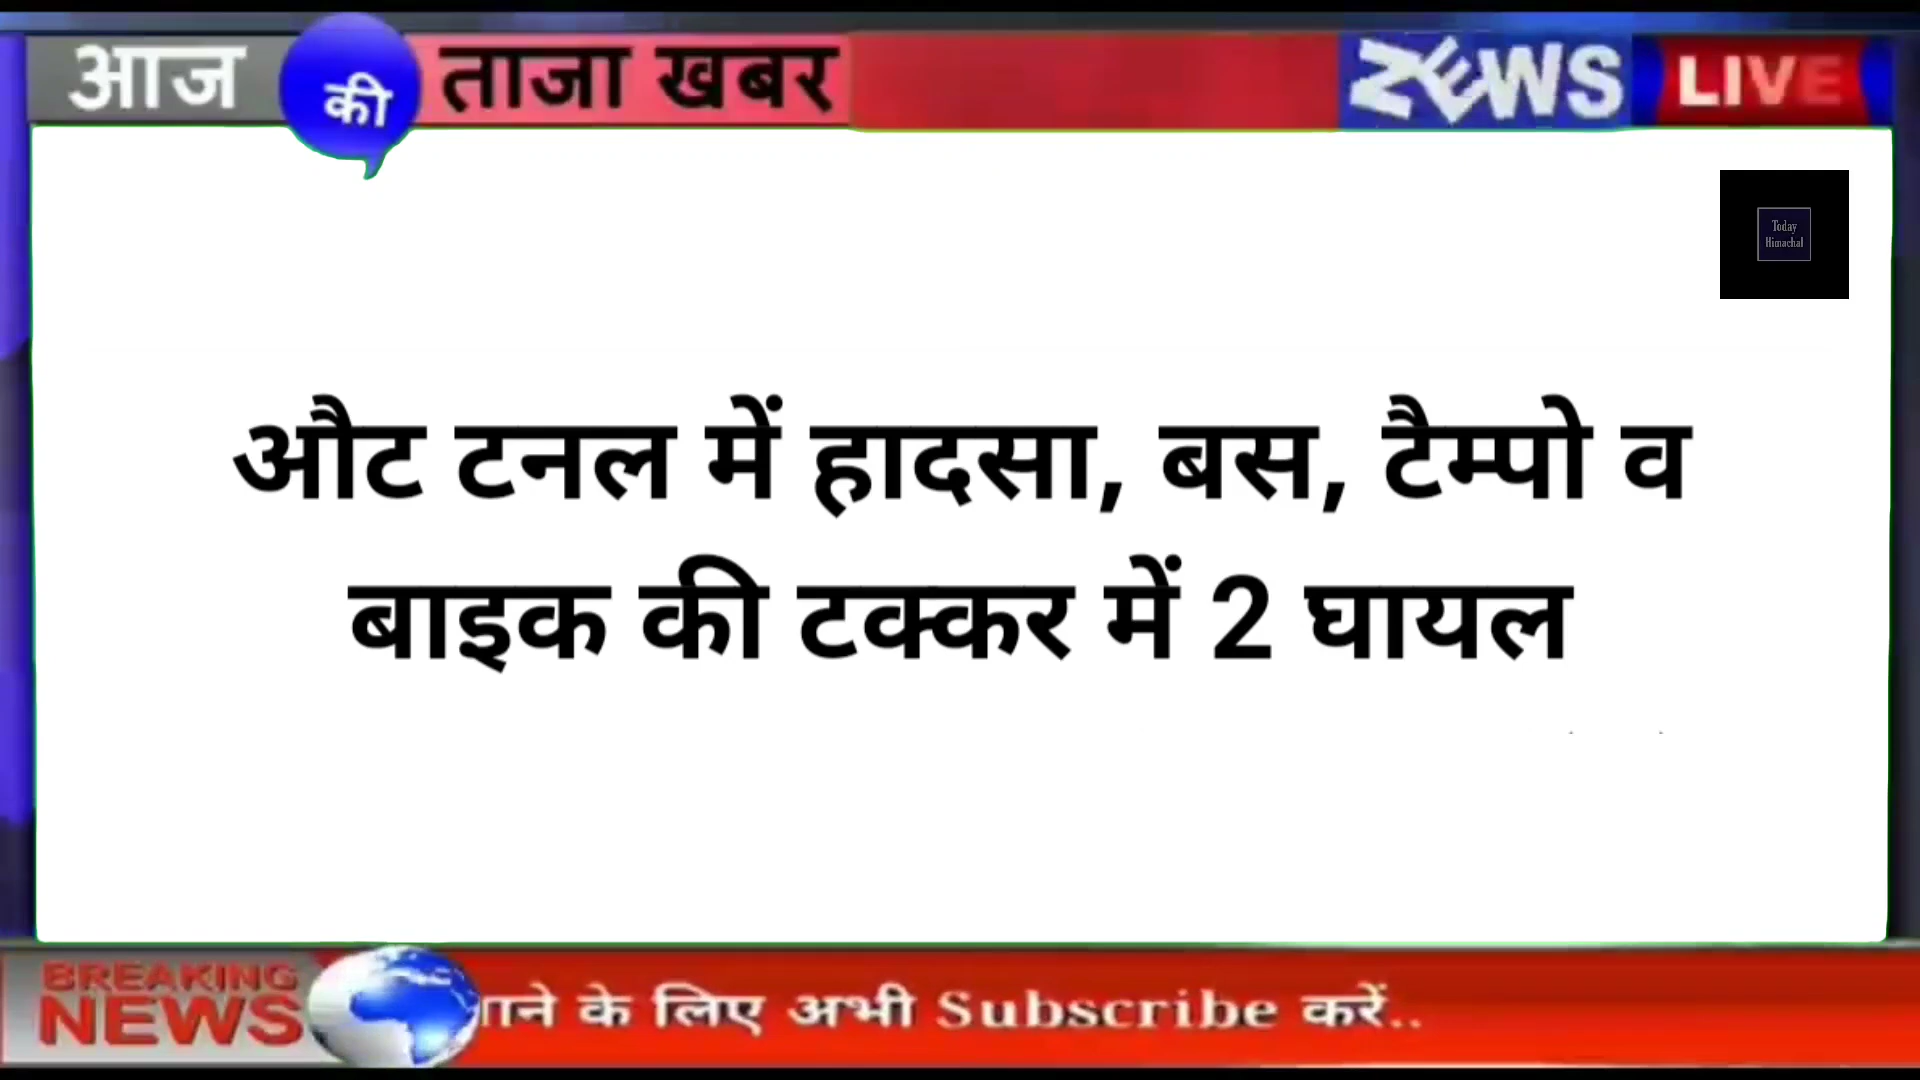 आज की ताजा खबर NEWS LIVE
Today
Himachal
औट टनल में हादसा, बस, टैम्पो व
बाइक की टक्कर में 2 घायल
BREAKING
NEWS
के लिए अभी Subscribe करें..